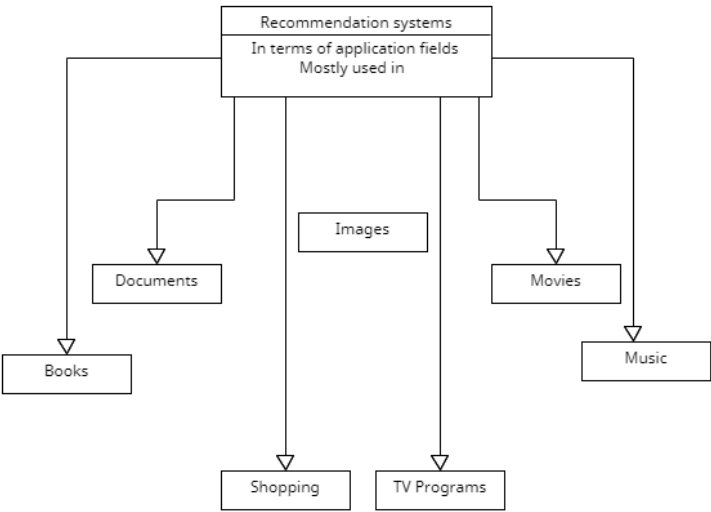 Recommendation systems
In terms of application fields
Mostly used in
Images
Documents
Movies
Books
Music
Shopping
TV Programs